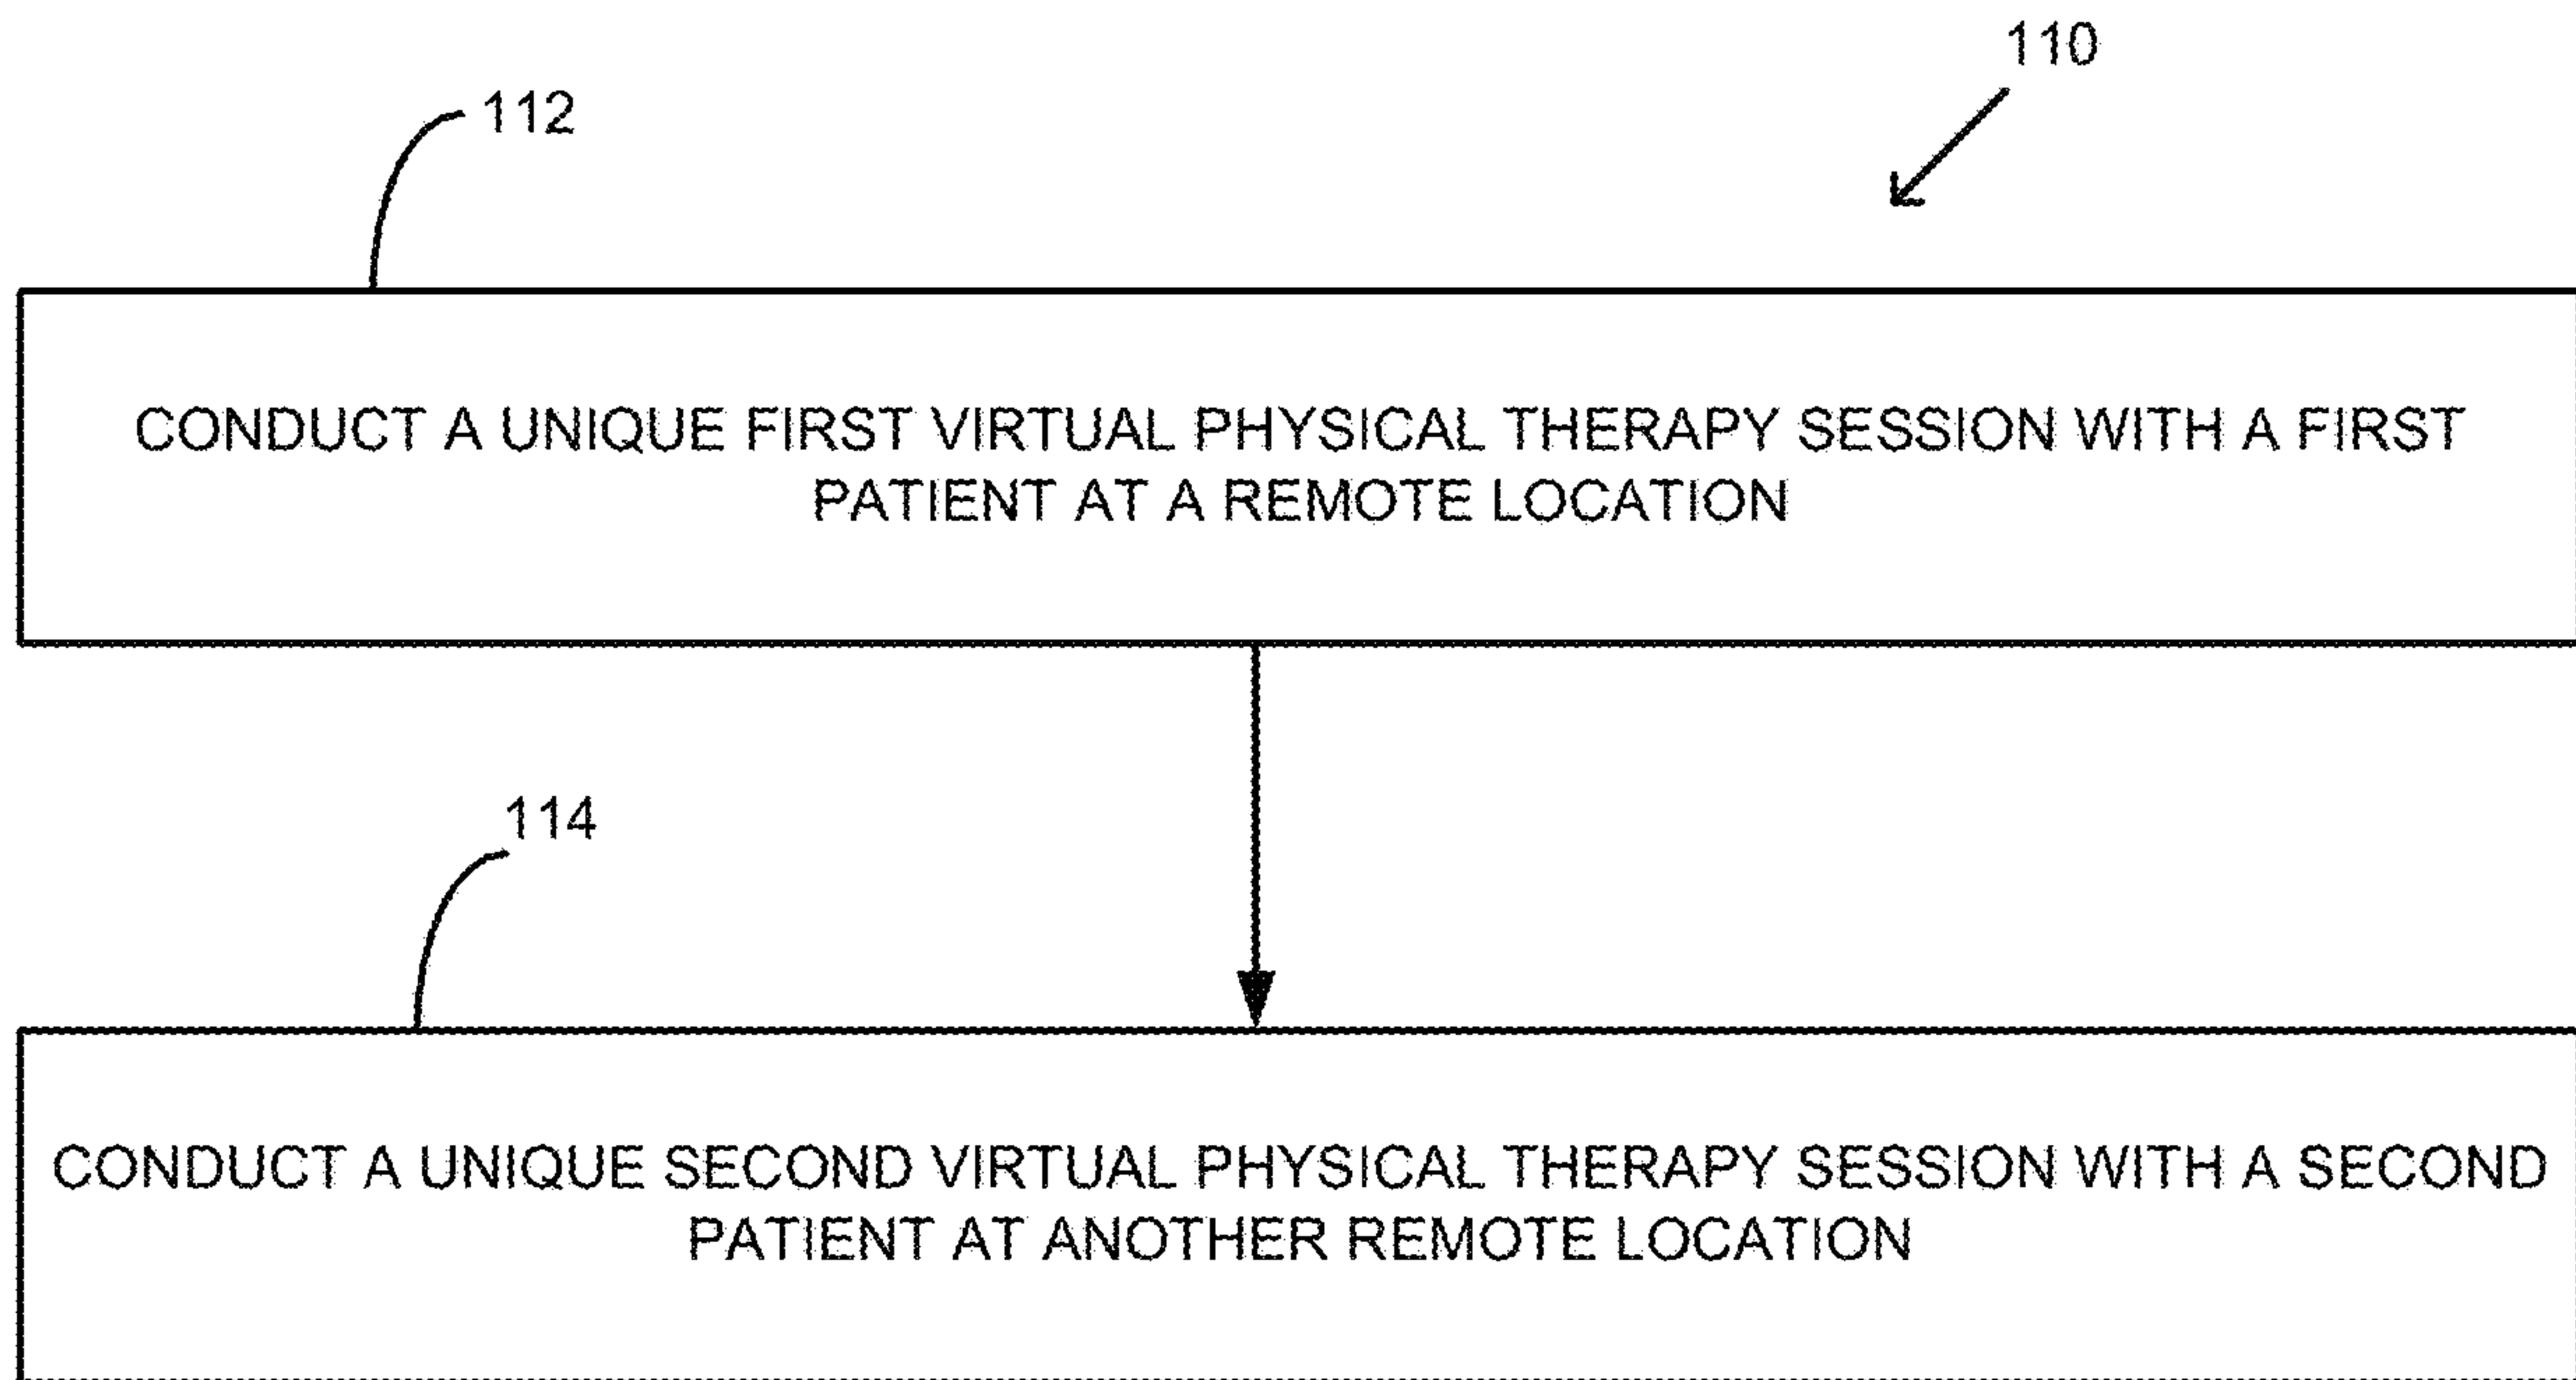 110
112
CONDUCT A UNIQUE FIRST VIRTUAL PHYSICAL THERAPY SESSION WITH A FIRST
PATIENT AT A REMOTE LOCATION
114
CONDUCT A UNIQUE SECOND VIRTUAL PHYSICAL THERAPY SESSION WITH A SECOND
PATIENT AT ANOTHER REMOTE LOCATION